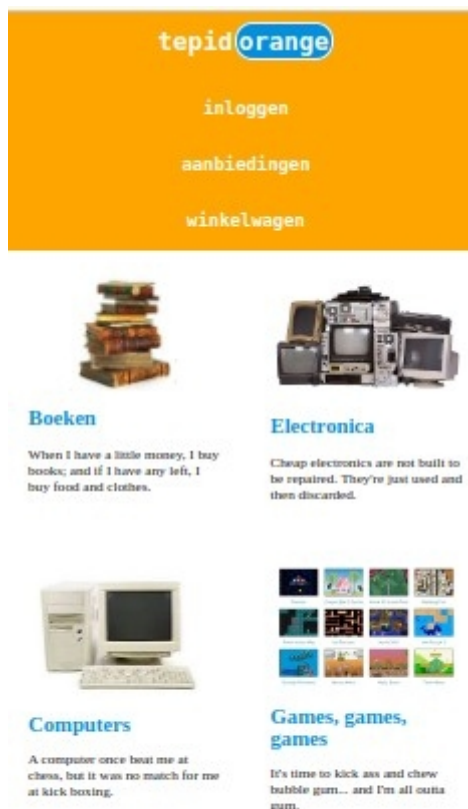 tepid orange
inloggen
aanbiedingen
winkelwagen
Boeken
When I have a little money, I buy
books; and if I have any left, I
buy food and clothes.
Electronica
Cheap electronics are not built to
be repaired. They're just used and
then discarded.
Computers
A computer once beat me at
chess, but it was no match for me
at kick boxing.
Games, games,
games
It's time to kick ass and chew
bubble gum... and I'm all outta
gum.